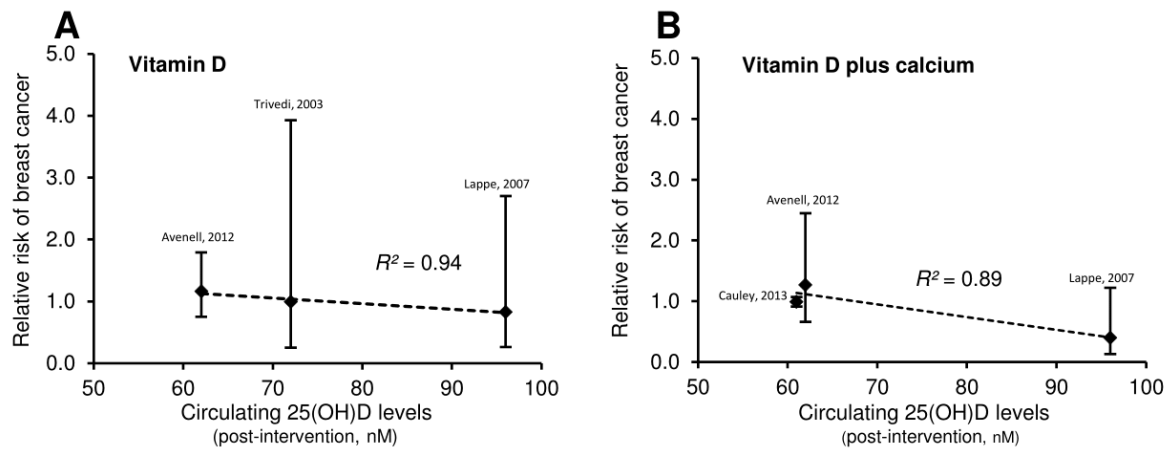 A
Vitamin D
Relative risk of breast cancer
5.0
4.0
3.0
2.0
1.0
0.0
Trivedi, 2003
Lappe, 2007
Avenell, 2012
R² = 0.94
50 60 70 80 90 100
Circulating 25(OH)D levels
(post-intervention, nM)
B
Vitamin D plus calcium
Relative risk of breast cancer
5.0
4.0
3.0
2.0
1.0
0.0
Avenell, 2012
R² = 0.89
Lappe, 2007
Cauley, 2013
50 60 70 80 90 100
Circulating 25(OH)D levels
(post-intervention, nM)